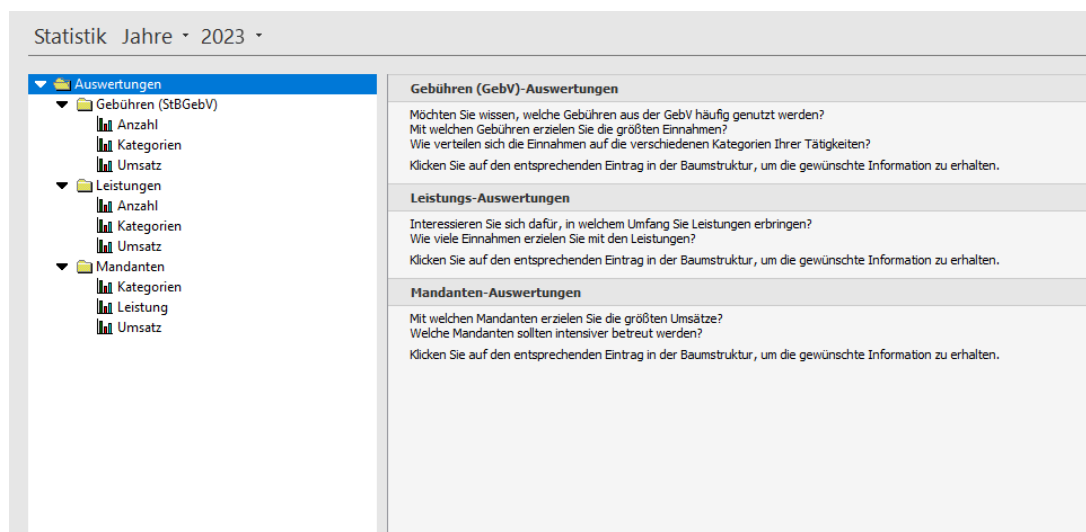 Statistik Jahre 2023
Auswertungen
Gebühren (StBGebV)
Anzahl
Kategorien
Umsatz
Leistungen
Anzahl
Kategorien
Umsatz
Mandanten
Kategorien
Leistung
Umsatz
Gebühren (GebV)-Auswertungen
Möchten Sie wissen, welche Gebühren aus der GebV häufig genutzt werden?
Mit welchen Gebühren erzielen Sie die größten Einnahmen?
Wie verteilen sich die Einnahmen auf die verschiedenen Kategorien Ihrer Tätigkeiten?
Klicken Sie auf den entsprechenden Eintrag in der Baumstruktur, um die gewünschte Information zu erhalten.
Leistungs-Auswertungen
Interessieren Sie sich dafür, in welchem Umfang Sie Leistungen erbringen?
Wie viele Einnahmen erzielen Sie mit den Leistungen?
Klicken Sie auf den entsprechenden Eintrag in der Baumstruktur, um die gewünschte Information zu erhalten.
Mandanten-Auswertungen
Mit welchen Mandanten erzielen Sie die größten Umsätze?
Welche Mandanten sollten intensiver betreut werden?
Klicken Sie auf den entsprechenden Eintrag in der Baumstruktur, um die gewünschte Information zu erhalten.